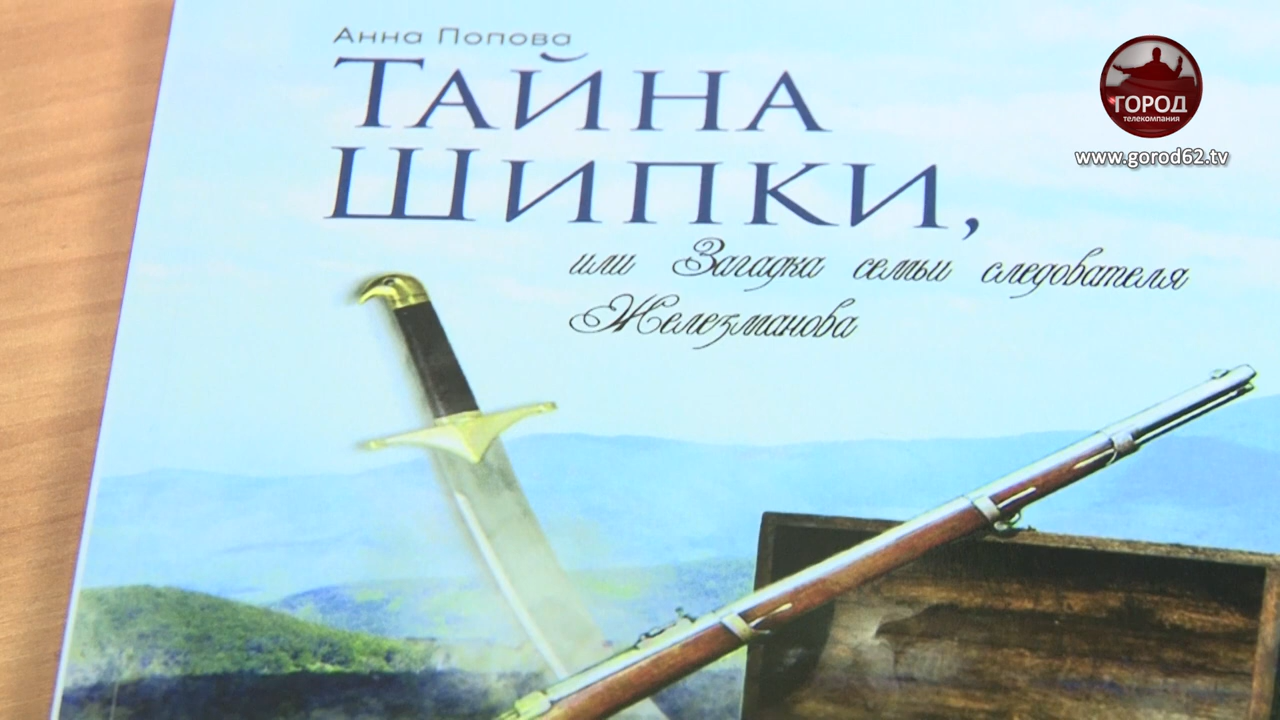 Анна Попова
ТАЙНА
ШИПКИ,
или Загадка семьи следователя
Железманова
ГОРОД
телекомпания
www.gorod62.tv